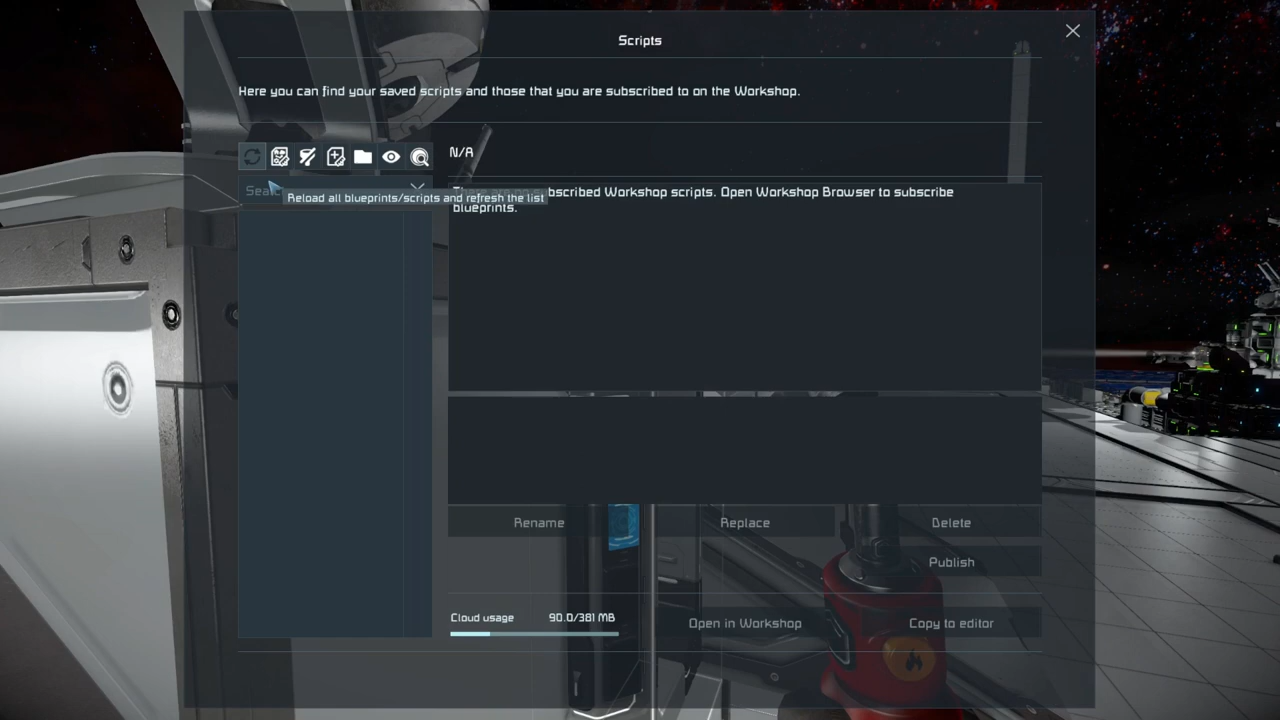 Scripts
Here you can find your saved scripts and those that you are subscribed to on the Workshop.
N/A
Reload all blueprints/scripts and refresh the list
subscribed Workshop scripts. Open Workshop Browser to subscribe
blueprints.
Rename
Replace
Delete
Publish
Cloud usage
90.0/381 MB
Open in Workshop
Copy to editor